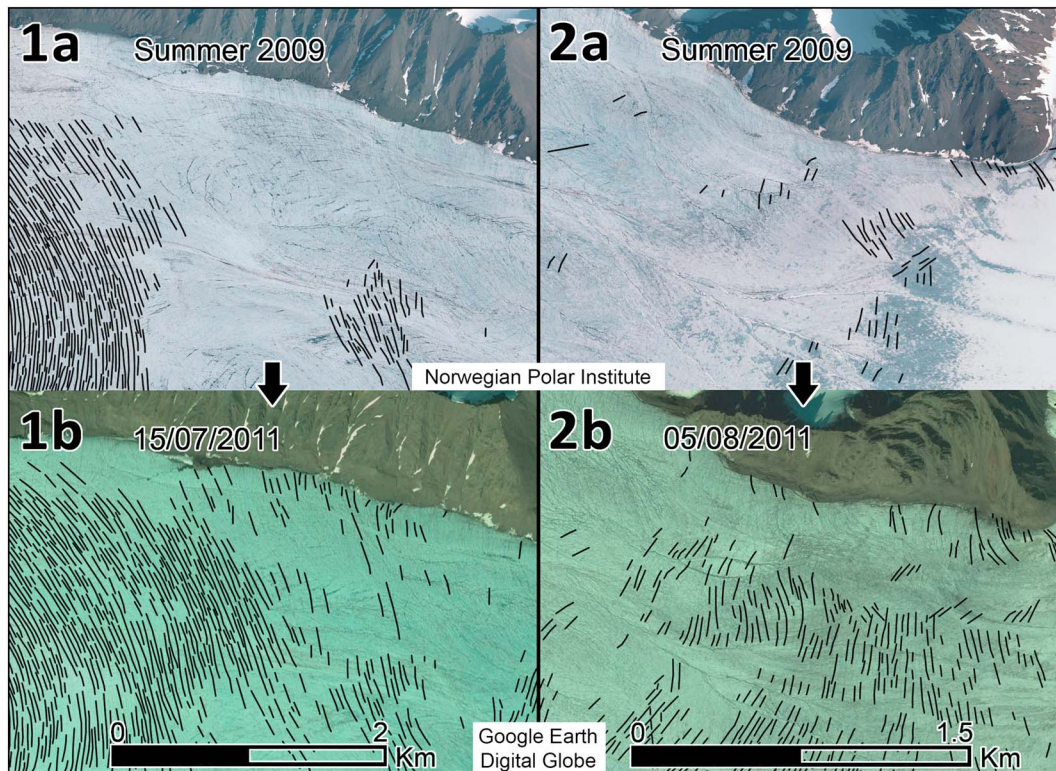 1a Summer 2009
2a Summer 2009
Norwegian Polar Institute
1b 15/07/2011
2b 05/08/2011
0 2 Km
Google Earth
Digital Globe
0 1.5 Km